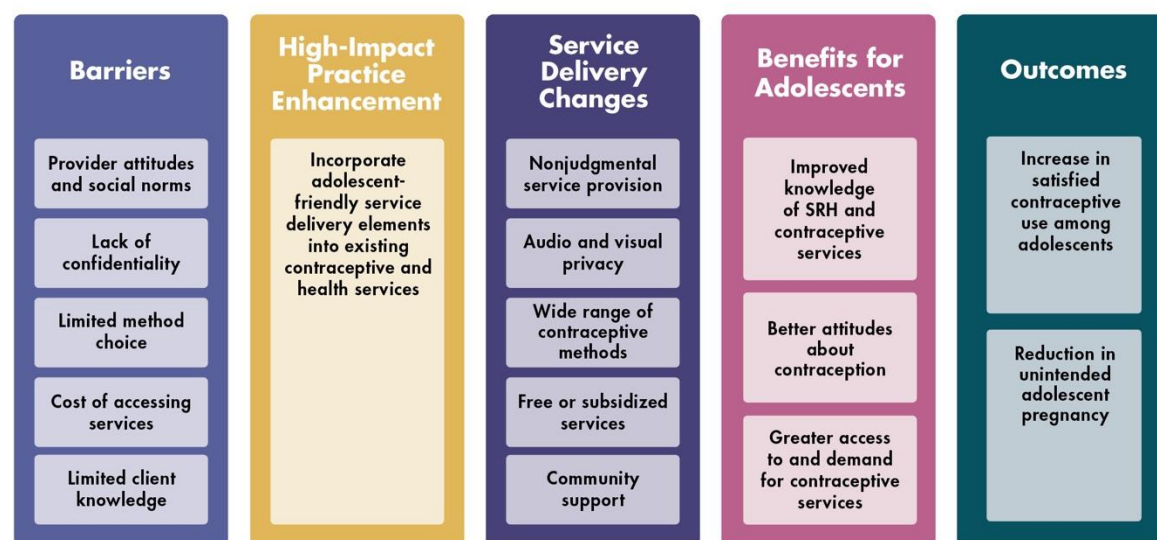 Barriers
Provider attitudes
and social norms
Lack of
confidentiality
Limited method
choice
Cost of accessing
services
Limited client
knowledge
High-Impact
Practice
Enhancement
Incorporate
adolescent-
friendly service
delivery elements
into existing
contraceptive and
health services
Service
Delivery
Changes
Nonjudgmental
service provision
Audio and visual
privacy
Wide range of
contraceptive
methods
Free or subsidized
services
Community
support
Benefits for
Adolescents
Improved
knowledge
of SRH and
contraceptive
services
Better attitudes
about
contraception
Greater access
to and demand
for contraceptive
services
Outcomes
Increase in
satisfied
contraceptive
use among
adolescents
Reduction in
unintended
adolescent
pregnancy